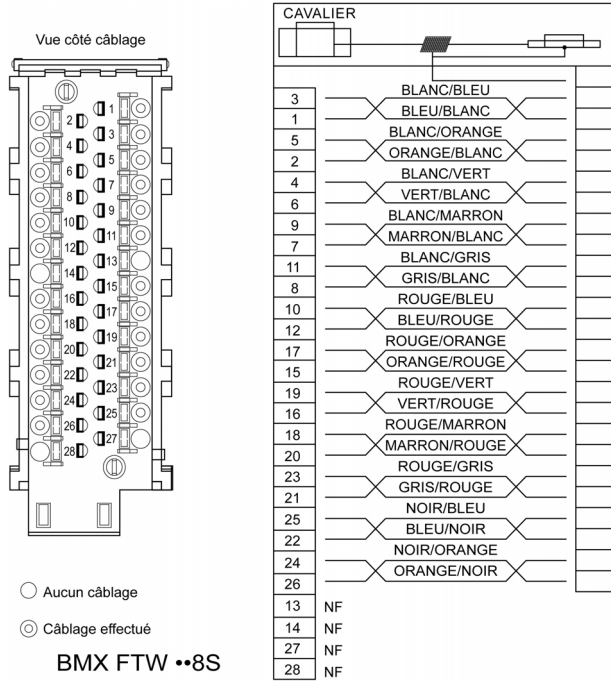 Vue côté câblage
1
2
3
4
5
6
7
8
9
10
11
12
13
14
15
16
17
18
19
20
21
22
23
24
25
26
27
28
Aucun câblage
Câblage effectué
BMX FTW ••8S
CAVALIER
BLANC/BLEU
3
BLEU/BLANC
1
BLANC/ORANGE
5
ORANGE/BLANC
2
BLANC/VERT
4
VERT/BLANC
6
BLANC/MARRON
9
MARRON/BLANC
7
BLANC/GRIS
11
GRIS/BLANC
8
ROUGE/BLEU
10
BLEU/ROUGE
12
ROUGE/ORANGE
17
ORANGE/ROUGE
15
ROUGE/VERT
19
VERT/ROUGE
16
ROUGE/MARRON
18
MARRON/ROUGE
20
ROUGE/GRIS
23
GRIS/ROUGE
21
NOIR/BLEU
25
BLEU/NOIR
22
NOIR/ORANGE
24
ORANGE/NOIR
26
13 NF
14 NF
27 NF
28 NF